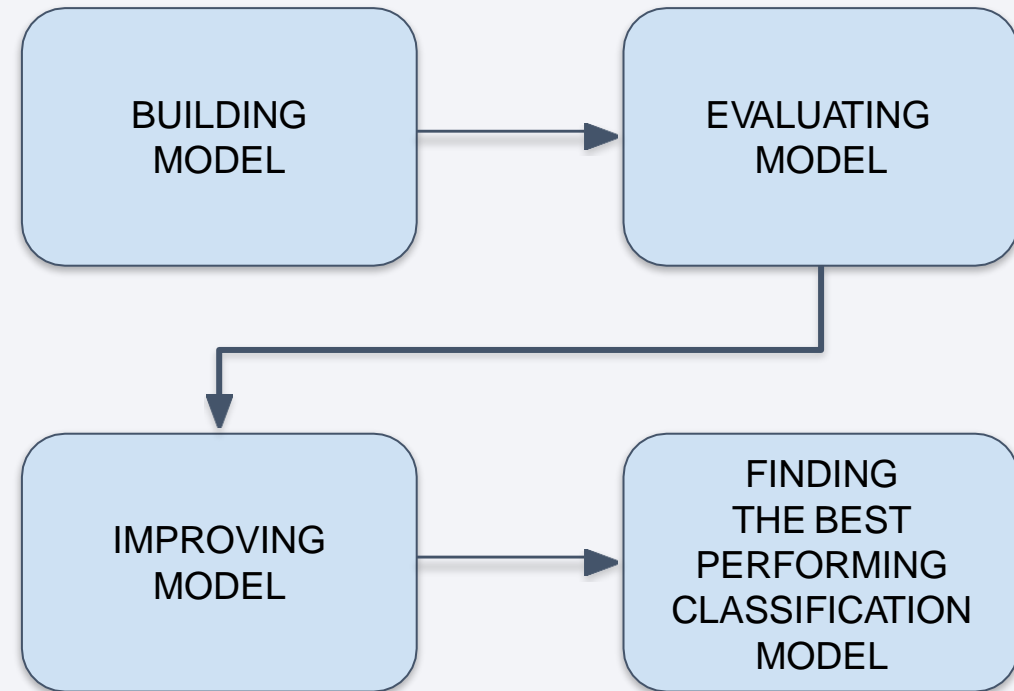 BUILDING
MODEL
EVALUATING
MODEL
IMPROVING
MODEL
FINDING
THE BEST
PERFORMING
CLASSIFICATION
MODEL